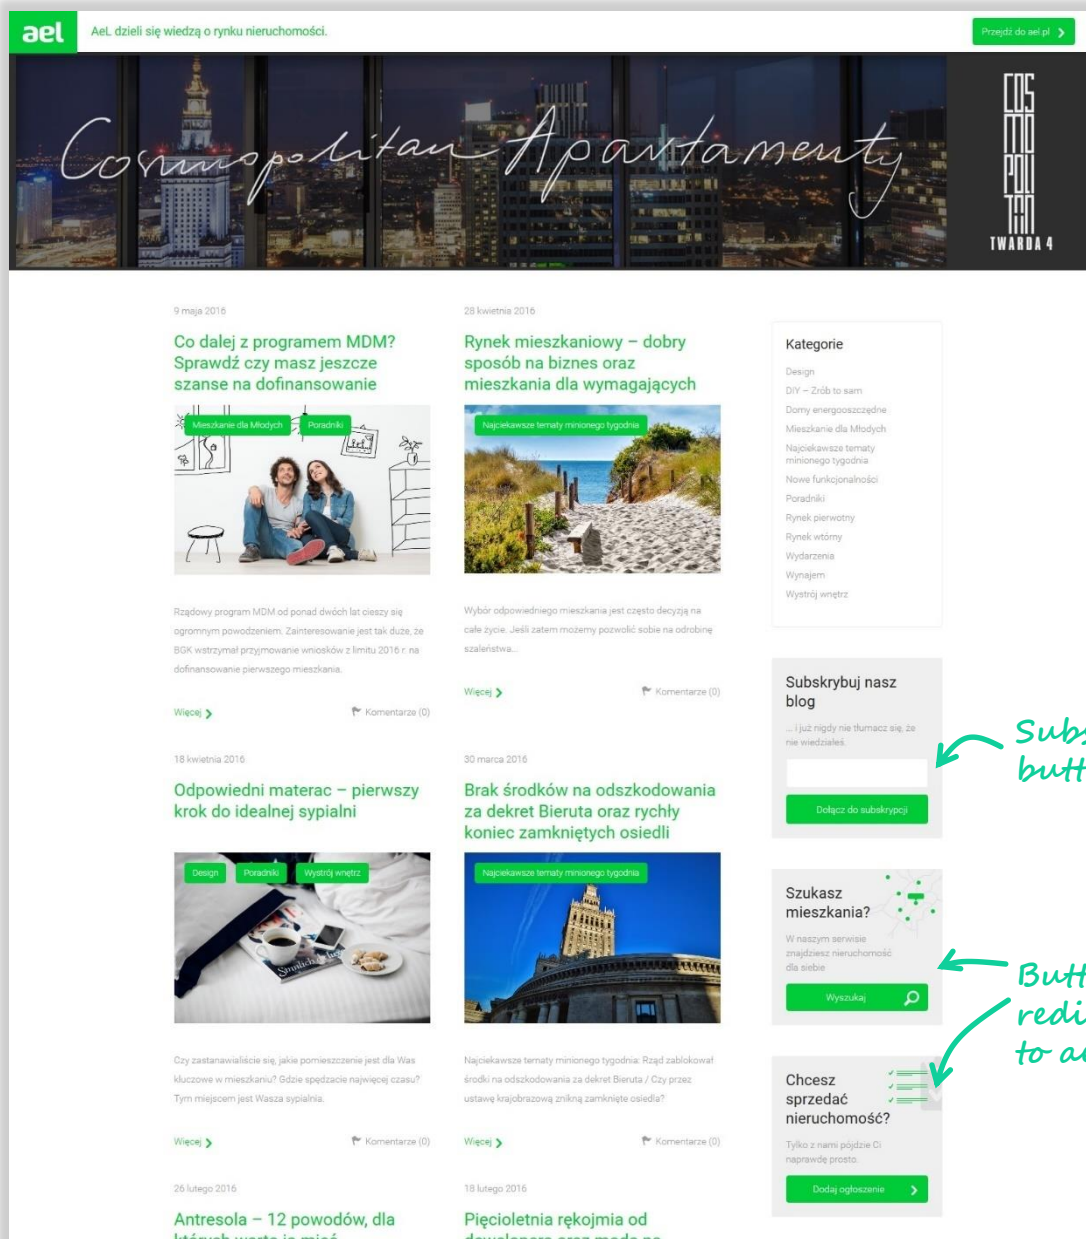 ael
AeL dzieli się wiedzą o rynku nieruchomości.
Przejdź do ael.pl
Cosmopolitan Apartamenty
COSMOPOLITAN
TWARDA 4
9 maja 2016
Co dalej z programem MDM?
Sprawdź czy masz jeszcze
szanse na dofinansowanie
Mieszkanie dla Młodych
Poradniki
Rządowy program MDM od ponad dwóch lat cieszy się
ogromnym powodzeniem. Zainteresowanie jest tak duże, że
BGK wstrzymał przyjmowanie wniosków z limitu 2016 r. na
dofinansowanie pierwszego mieszkania.
Więcej
Komentarze (0)
28 kwietnia 2016
Rynek mieszkaniowy – dobry
sposób na biznes oraz
mieszkania dla wymagających
Najciekawsze tematy minionego tygodnia
Wybór odpowiedniego mieszkania jest często decyzją na
całe życie. Jeśli zatem możemy pozwolić sobie na odrobinę
szaleństwa...
Więcej
Komentarze (0)
18 kwietnia 2016
Odpowiedni materac – pierwszy
krok do idealnej sypialni
Design
Poradniki
Wystrój wnętrz
Czy zastanawialiście się, jakie pomieszczenie jest dla Was
kluczowe w mieszkaniu? Gdzie spędzacie najwięcej czasu?
Tym miejscem jest Wasza sypialnia.
Więcej
Komentarze (0)
30 marca 2016
Brak środków na odszkodowania
za dekret Bieruta oraz rychły
koniec zamkniętych osiedli
Najciekawsze tematy minionego tygodnia
Najciekawsze tematy minionego tygodnia: Rząd zablokował
środki na odszkodowania za dekret Bieruta / Czy przez
ustawę krajobrazową znikną zamknięte osiedla?
Więcej
Komentarze (0)
26 lutego 2016
Antresola – 12 powodów, dla
których warto ją mieć
18 lutego 2016
Pięcioletnia rękojmia od
Kategorie
Design
DIY – Zrób to sam
Domy energooszczędne
Mieszkanie dla Młodych
Najciekawsze tematy
minionego tygodnia
Nowe funkcjonalności
Poradniki
Rynek pierwotny
Rynek wtórny
Wydarzenia
Wynajem
Wystrój wnętrz
Subskrybuj nasz
blog
... i już nigdy nie tłumacz się, że
nie wiedziałeś.
Dołącz do subskrypcji
Subs
butt
Szukasz
mieszkania?
W naszym serwisie
znajdziesz nieruchomość
dla siebie
Wyszukaj
Butt
redi
to a
Chcesz
sprzedać
nieruchomość?
Tylko z nami pójdzie Ci
naprawdę prosto.
Dodaj ogłoszenie